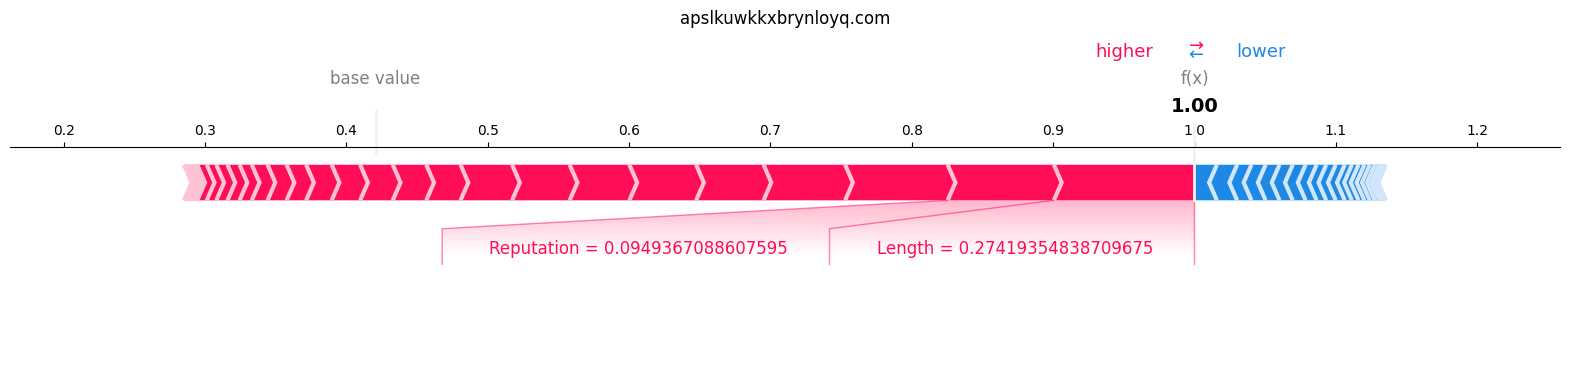 apslkuwkkxbrynloyq.com
higher → ← lower
base value f(x)
1.00
0.2 0.3 0.4 0.5 0.6 0.7 0.8 0.9 1.0 1.1 1.2
Reputation = 0.0949367088607595 Length = 0.27419354838709675